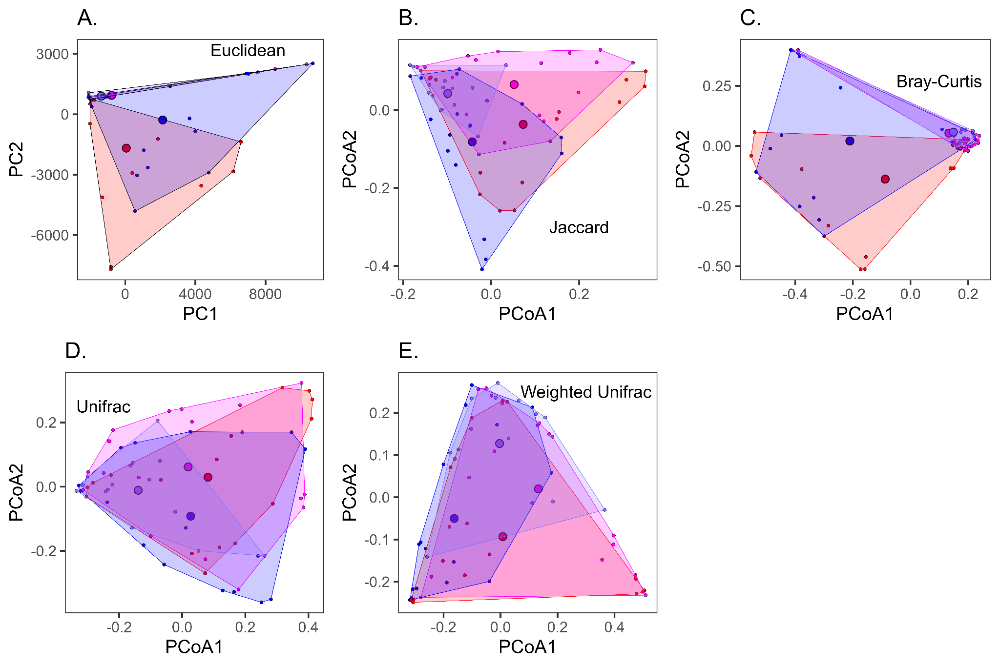 A.
Euclidean
3000
0
-3000
-6000
PC2
0 4000 8000
PC1
B.
0.0
-0.2
-0.4
PCoA2
Jaccard
-0.2 0.0 0.2
PCoA1
C.
Bray-Curtis
0.25
0.00
-0.25
-0.50
PCoA2
-0.4 -0.2 0.0 0.2
PCoA1
D.
Unifrac
0.2
0.0
-0.2
PCoA2
-0.2 0.0 0.2 0.4
PCoA1
E.
Weighted Unifrac
0.2
0.1
0.0
-0.1
-0.2
PCoA2
-0.2 0.0 0.2 0.4
PCoA1